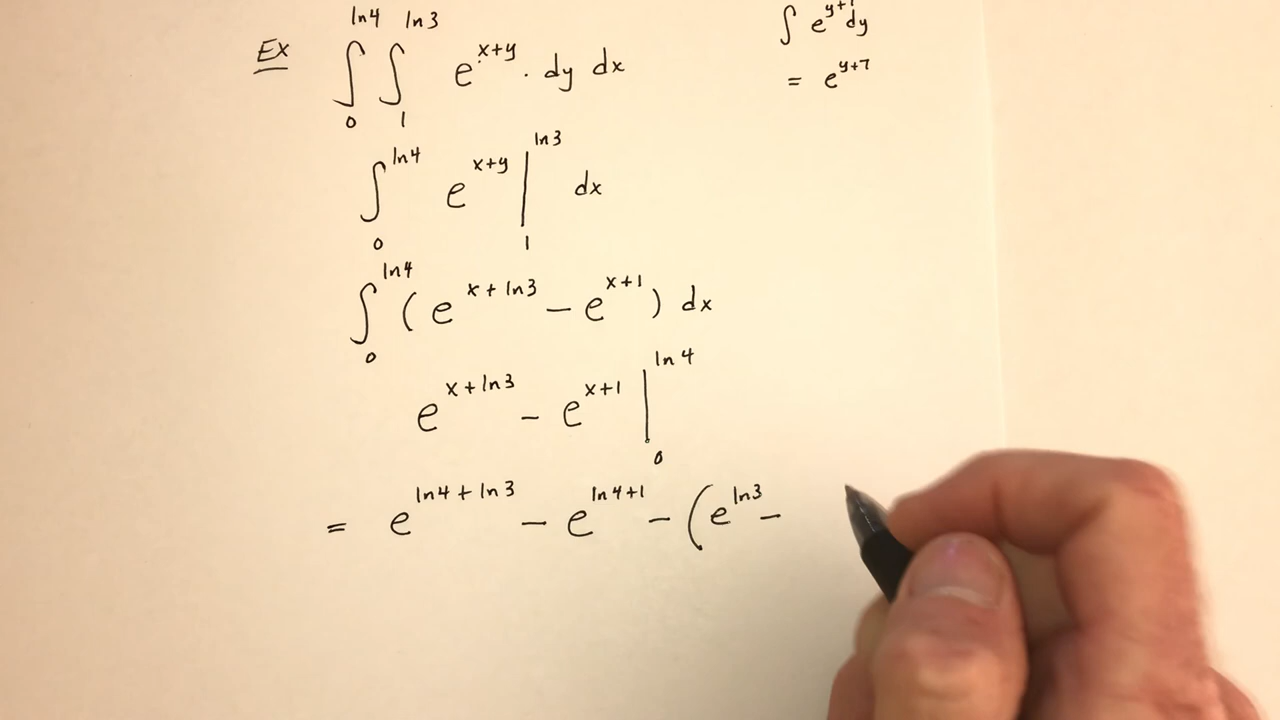 Ex ∫₀^{ln4} ∫₁^{ln3} e^{x+y} · dy dx
∫₀^{ln4} e^{x+y} |₁^{ln3} dx
∫₀^{ln4} (e^{x+ln3} – e^{x+1}) dx
e^{x+ln3} – e^{x+1} |₀^{ln4}
= e^{ln4+ln3} – e^{ln4+1} – (e^{ln3} –
∫ e^{y+} dy
= e^{y+7}